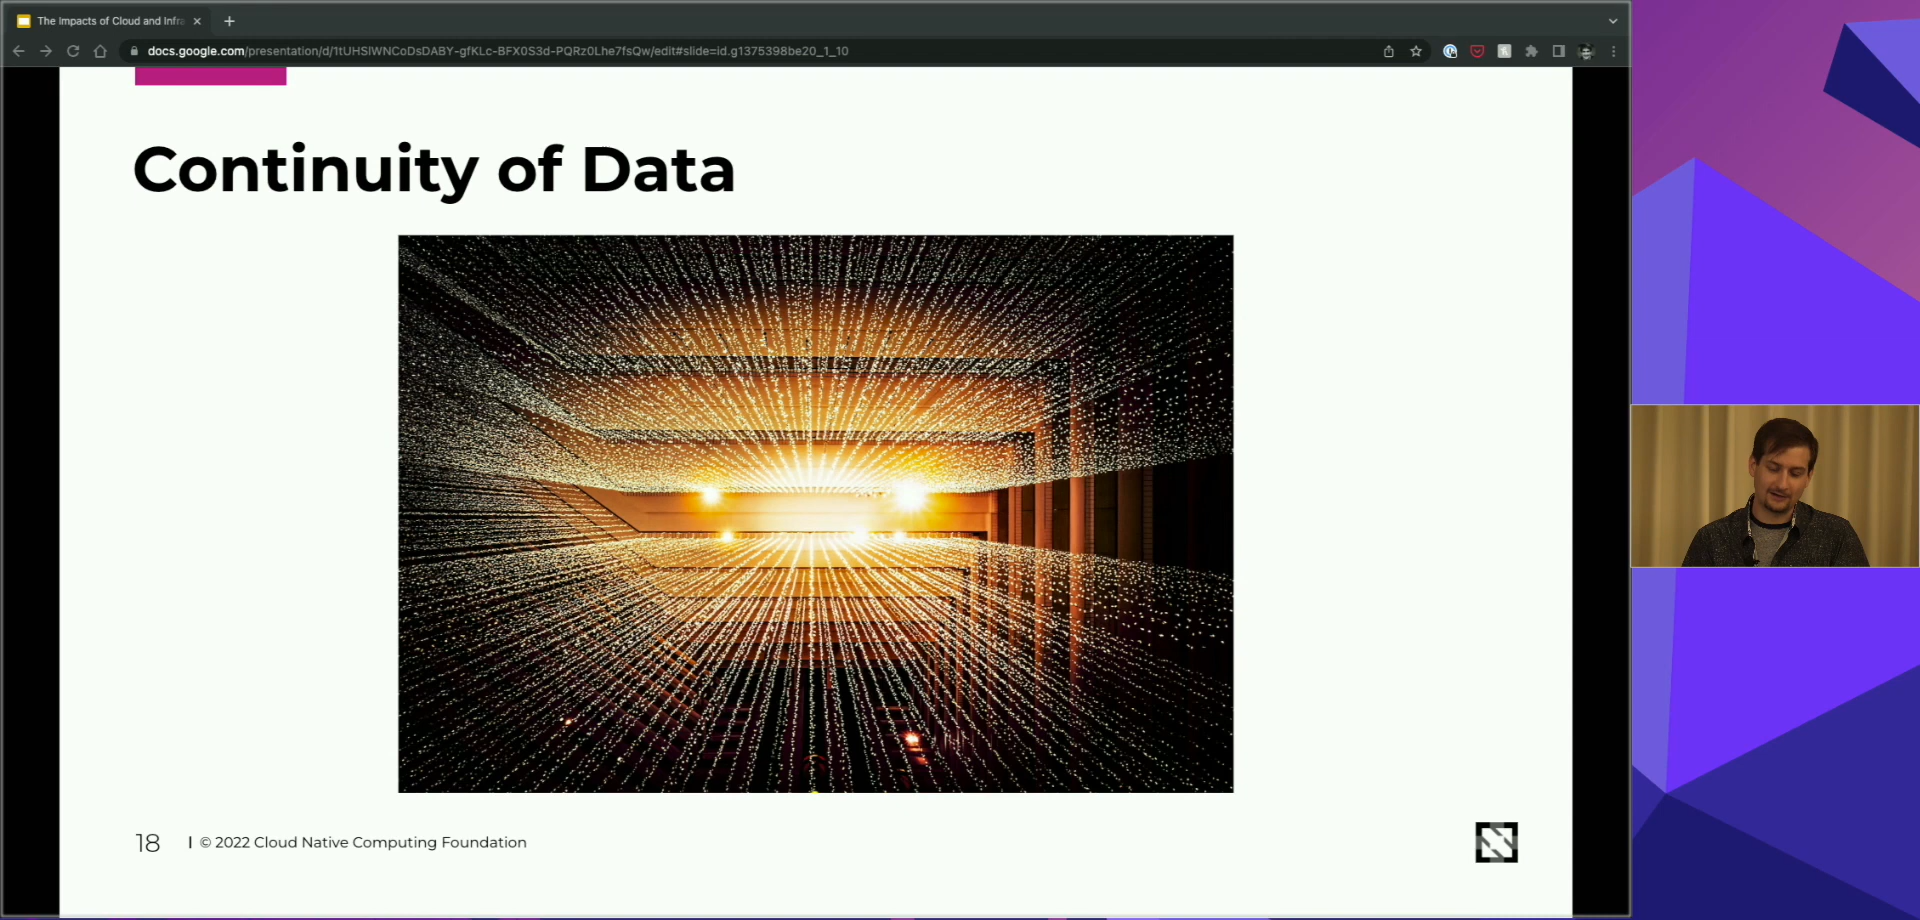 The Impacts of Cloud and Infra
docs.google.com/presentation/d/1tUHSlWNCoDsDABY-gfKLc-BFX0S3d-PQRz0Lhe7fsQw/edit#slide=id.g1375398be20_1_10
Continuity of Data
18 | © 2022 Cloud Native Computing Foundation